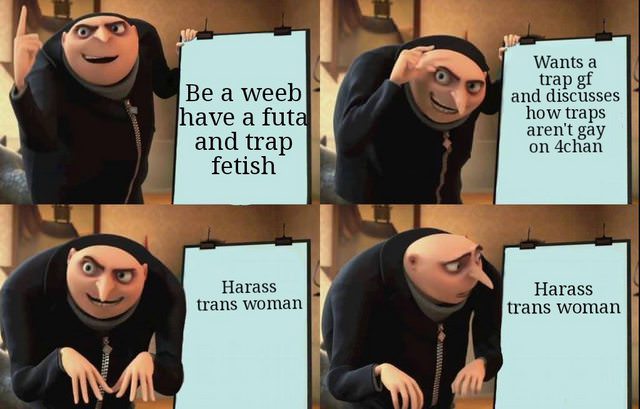 Be a weeb
have a futa
and trap
fetish
Wants a
trap gf
and discusses
how traps
aren't gay
on 4chan
Harass
trans woman
Harass
trans woman